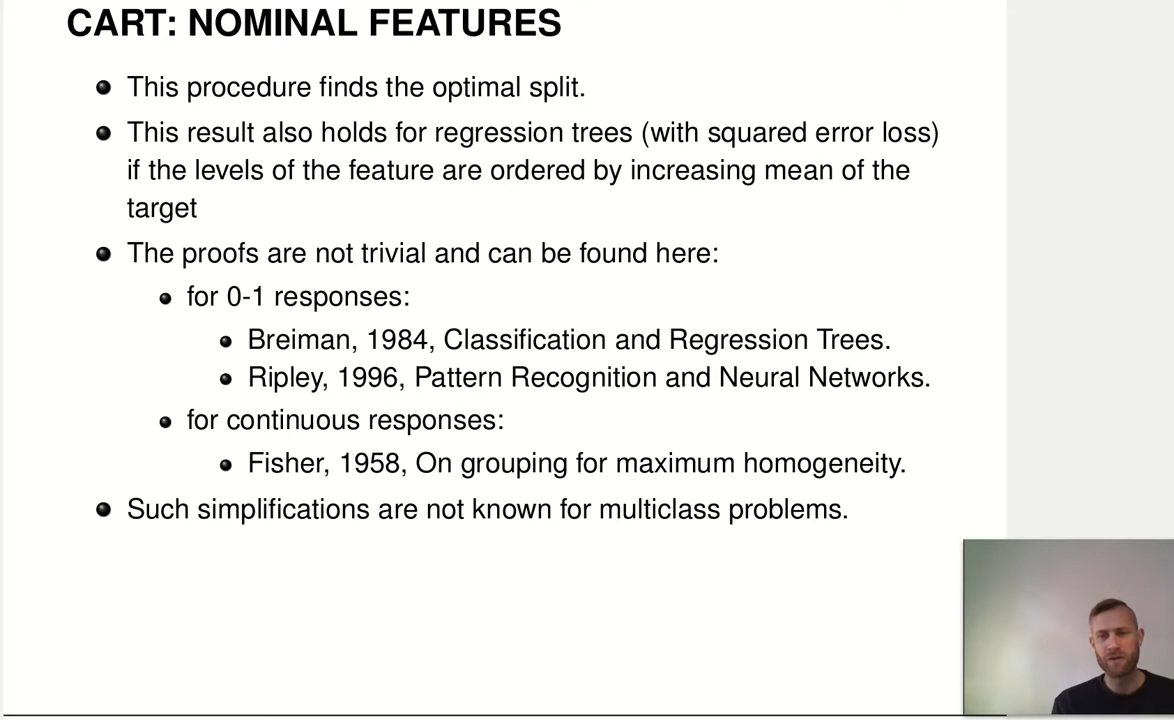 CART: NOMINAL FEATURES
This procedure finds the optimal split.
This result also holds for regression trees (with squared error loss)
if the levels of the feature are ordered by increasing mean of the
target
The proofs are not trivial and can be found here:
for 0-1 responses:
Breiman, 1984, Classification and Regression Trees.
Ripley, 1996, Pattern Recognition and Neural Networks.
for continuous responses:
Fisher, 1958, On grouping for maximum homogeneity.
Such simplifications are not known for multiclass problems.